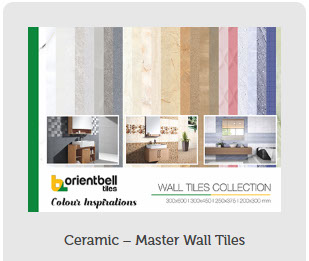 orientbell
tiles
Colour Inspirations
WALL TILES COLLECTION
300x600 | 300x450 | 250x375 | 200x300 mm
Ceramic – Master Wall Tiles